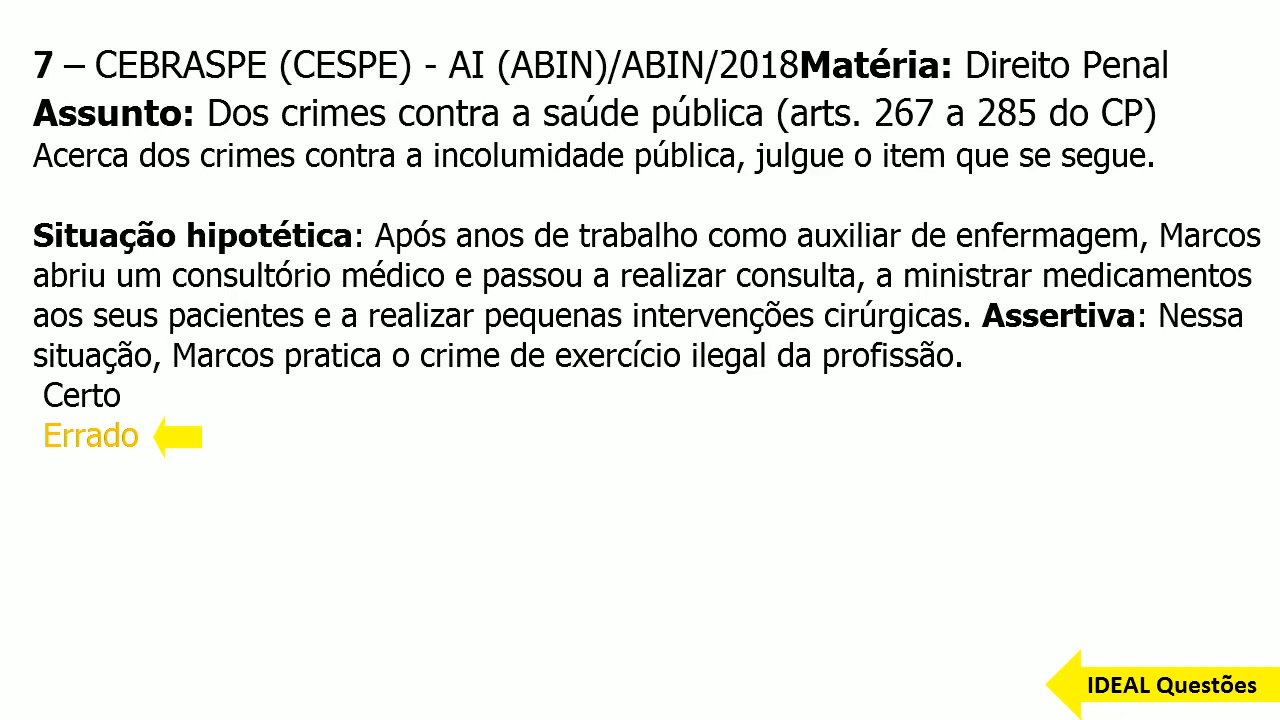 7 – CEBRASPE (CESPE) - AI (ABIN)/ABIN/2018Matéria: Direito Penal
Assunto: Dos crimes contra a saúde pública (arts. 267 a 285 do CP)
Acerca dos crimes contra a incolumidade pública, julgue o item que se segue.
Situação hipotética: Após anos de trabalho como auxiliar de enfermagem, Marcos
abriu um consultório médico e passou a realizar consulta, a ministrar medicamentos
aos seus pacientes e a realizar pequenas intervenções cirúrgicas. Assertiva: Nessa
situação, Marcos pratica o crime de exercício ilegal da profissão.
Certo
Errado
IDEAL Questões